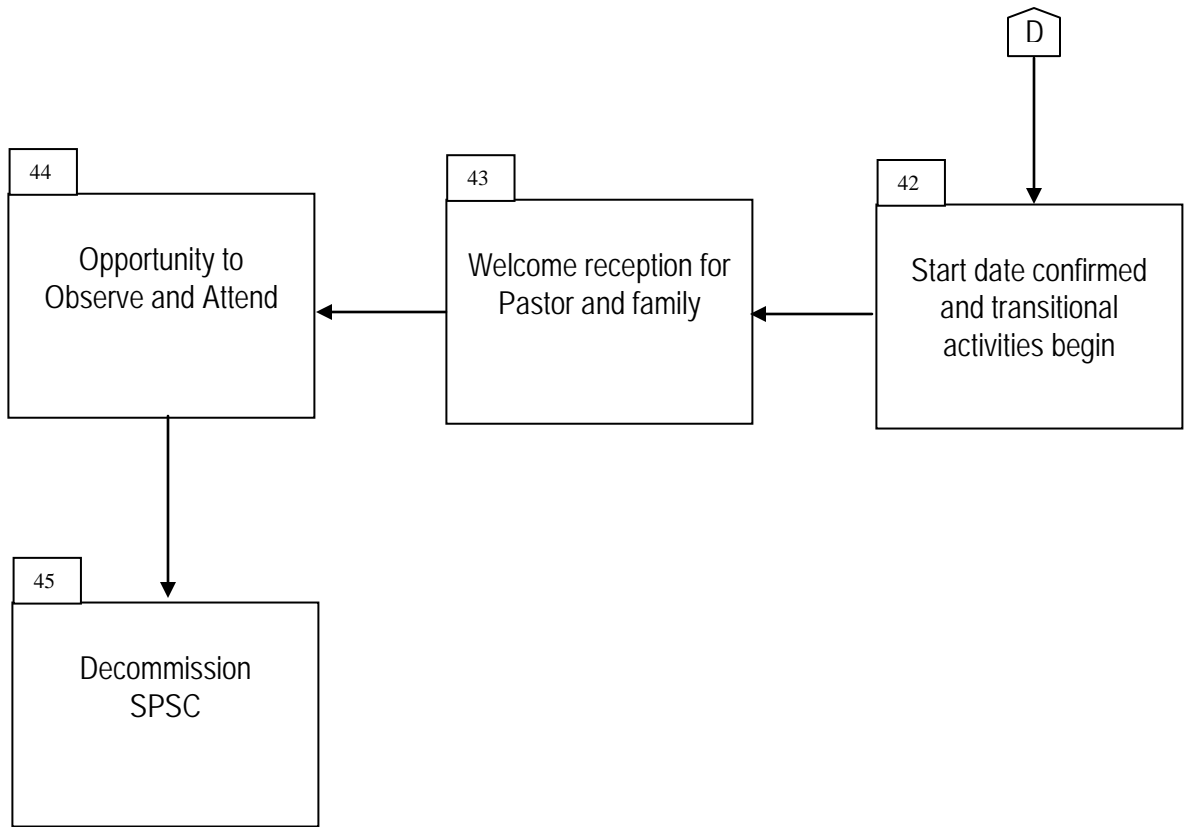 D
44
Opportunity to
Observe and Attend
43
Welcome reception for
Pastor and family
42
Start date confirmed
and transitional
activities begin
45
Decommission
SPSC